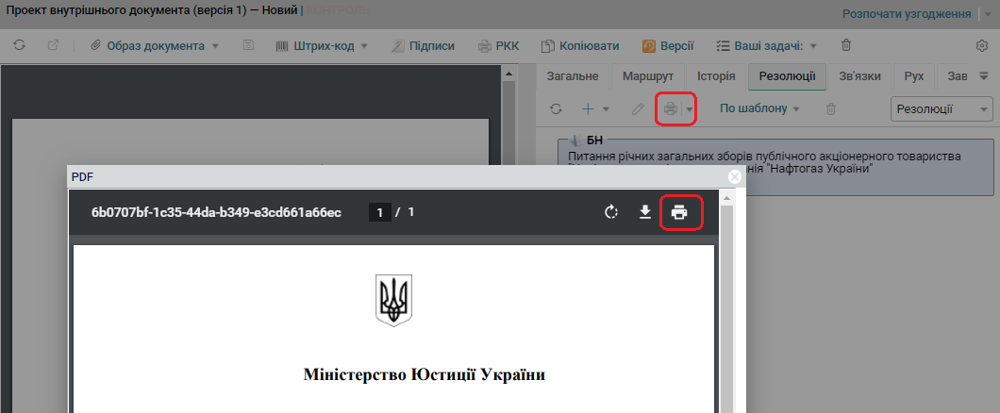 Проект внутрішнього документа (версія 1) — Новий | КОНТРОЛЬ
Розпочати узгодження
Образ документа Штрих-код Підписи РКК Копіювати Версії Ваші задачі:
Загальне Маршрут Історія Резолюції Зв'язки Рух Зав
По шаблону Резолюції
БН
Питання річних загальних зборів публічного акціонерного товариства
"Нафтогаз України"
PDF
6b0707bf-1c35-44da-b349-e3cd661a66ec 1 / 1
Міністерство Юстиції України